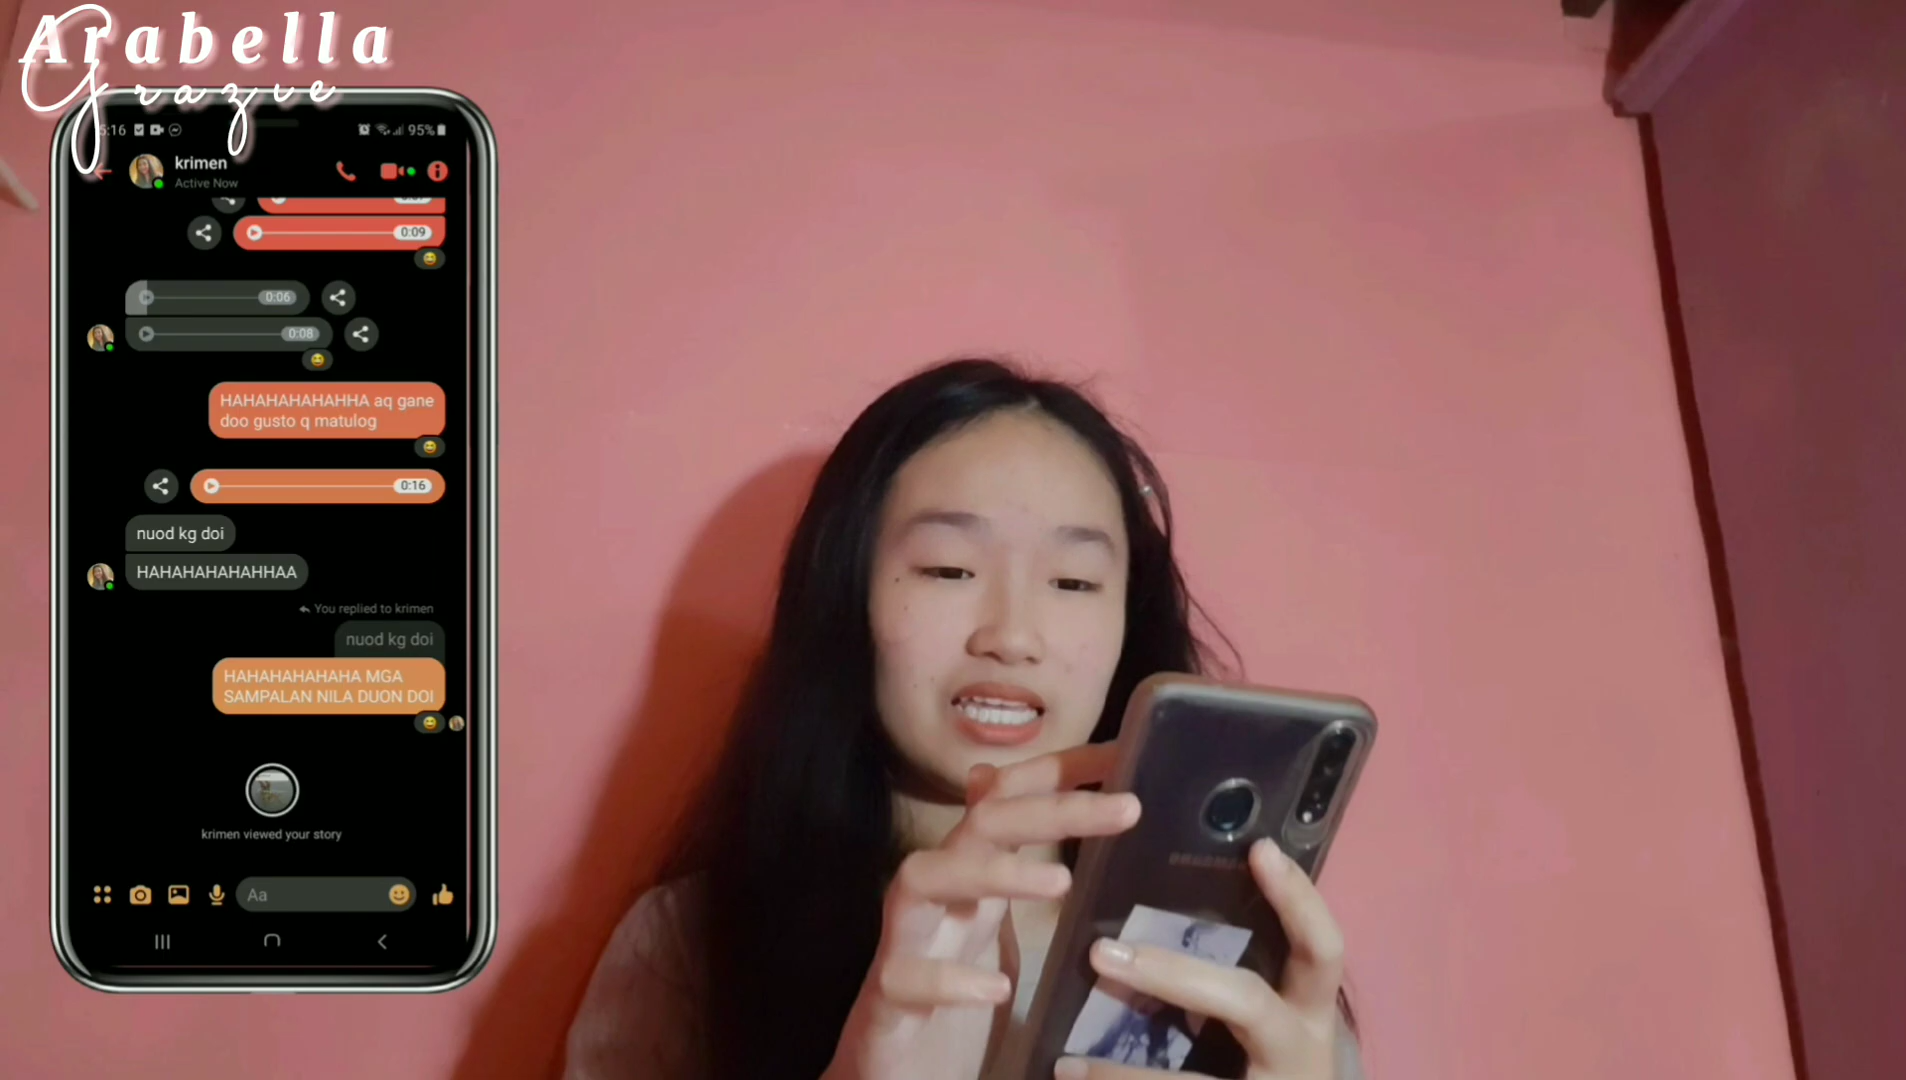 Arabella
Grazie
5:16
95%
krimen
Active Now
0:09
0:06
0:08
HAHAHAHAHAHHA aq gane
doo gusto q matulog
0:16
nuod kg doi
HAHAHAHAHAHHAA
You replied to krimen
nuod kg doi
HAHAHAHAHAHA MGA
SAMPALAN NILA DUON DOI
krimen viewed your story
Aa
SAMSUNG